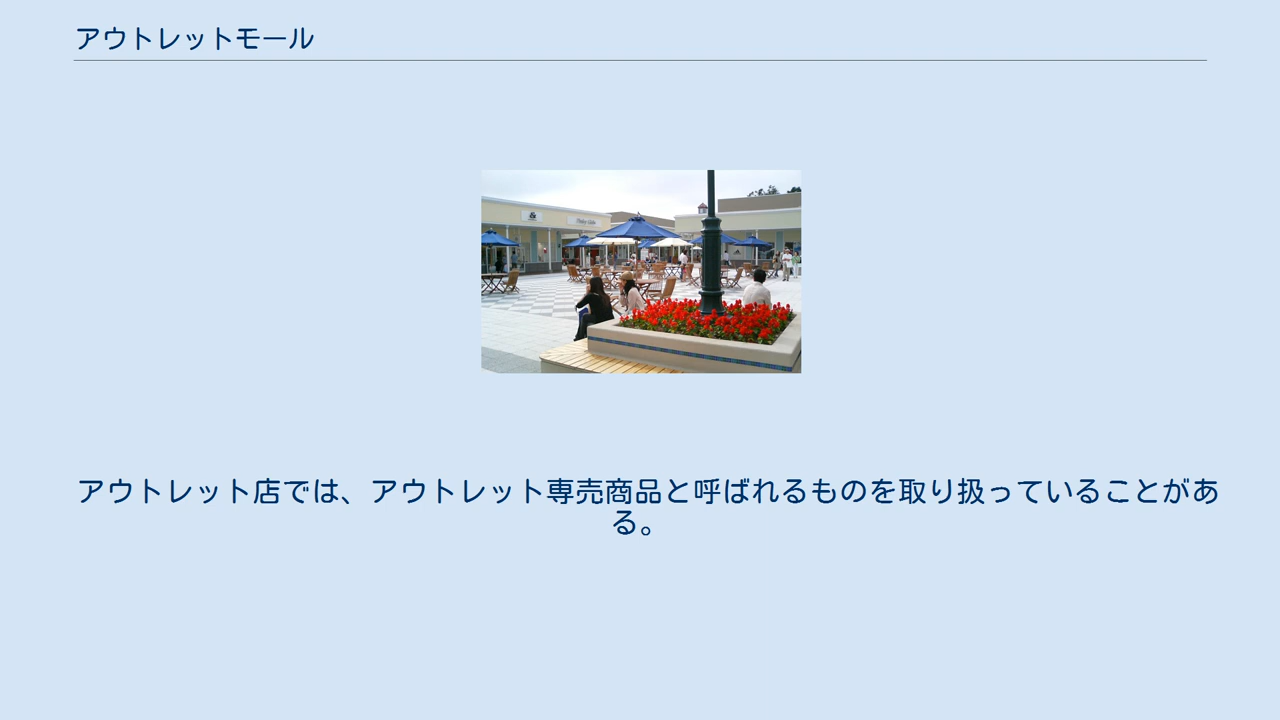 アウトレットモール
アウトレット店では、アウトレット専売商品と呼ばれるものを取り扱っていることがあ
る。